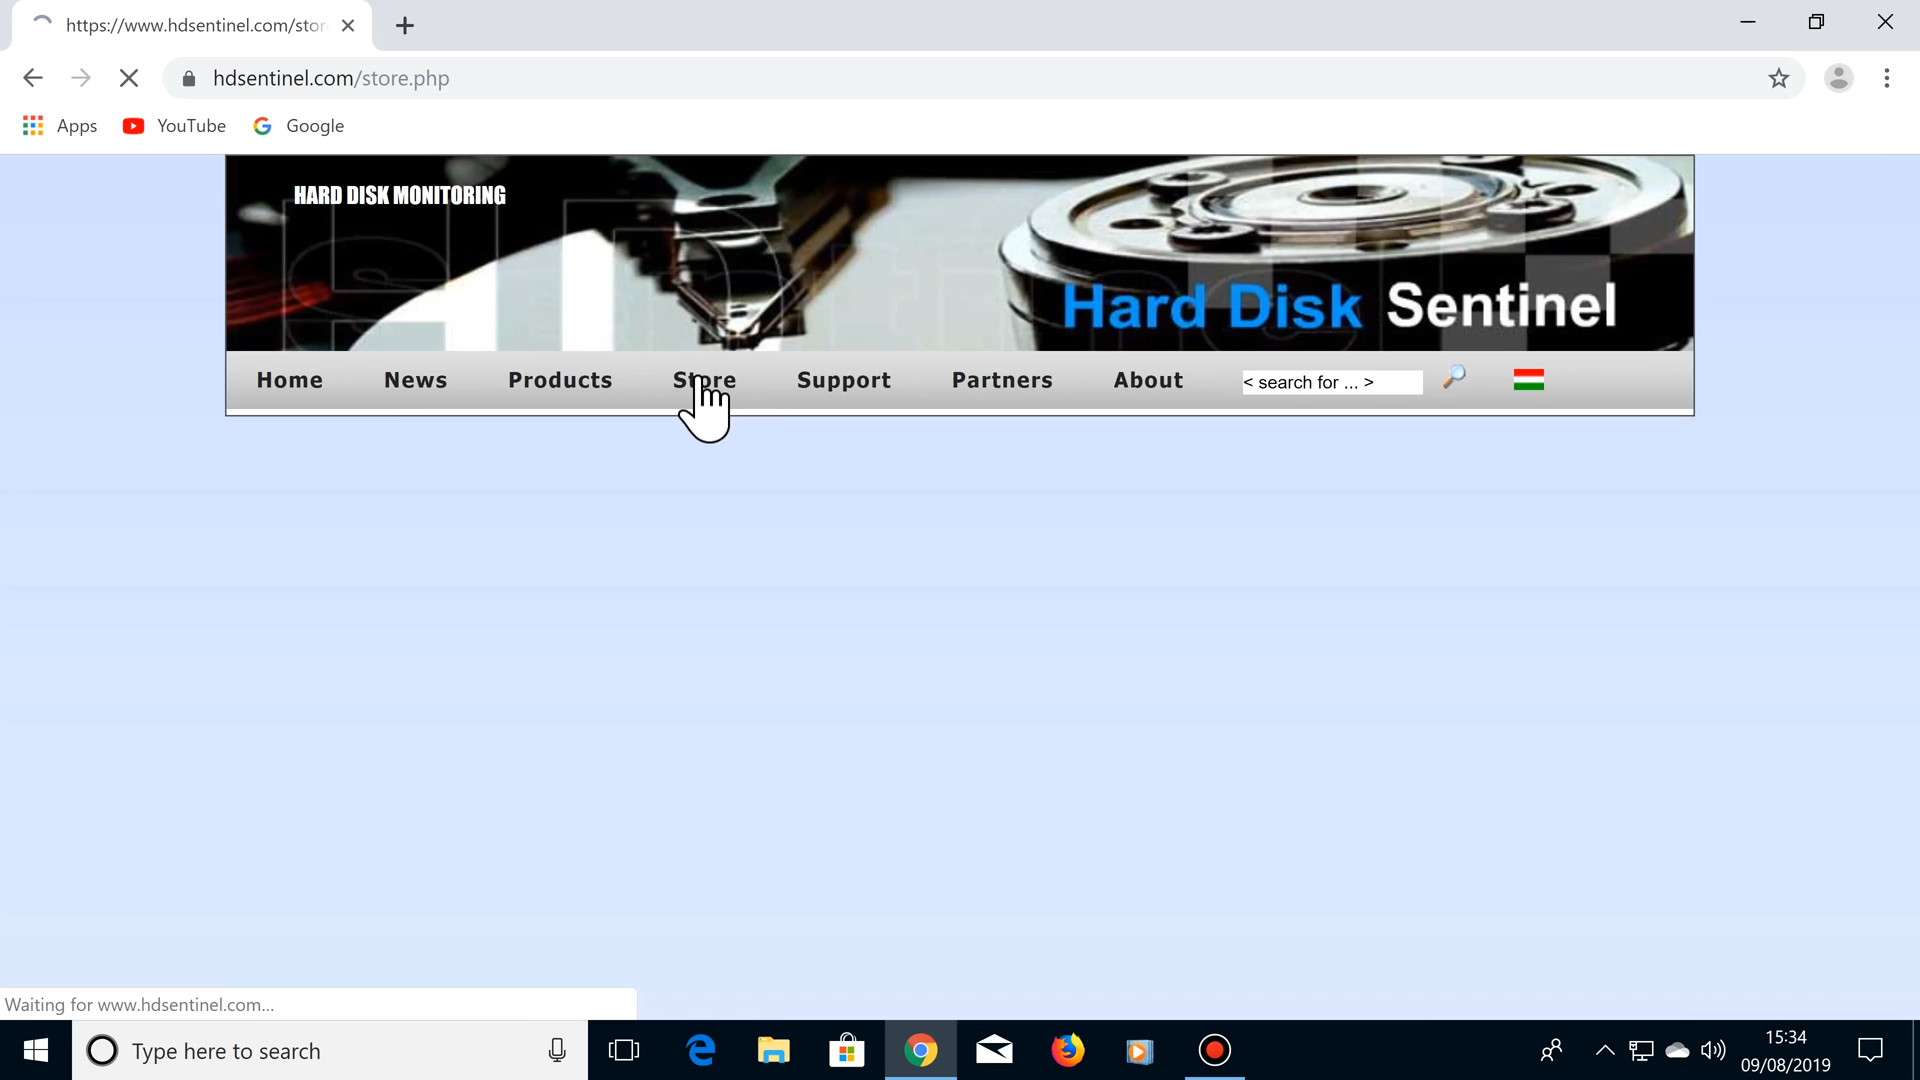 https://www.hdsentinel.com/stor
hdsentinel.com/store.php
Apps YouTube Google
HARD DISK MONITORING
Hard Disk Sentinel
Home News Products Store Support Partners About < search for ... >
Waiting for www.hdsentinel.com...
Type here to search
15:34
09/08/2019